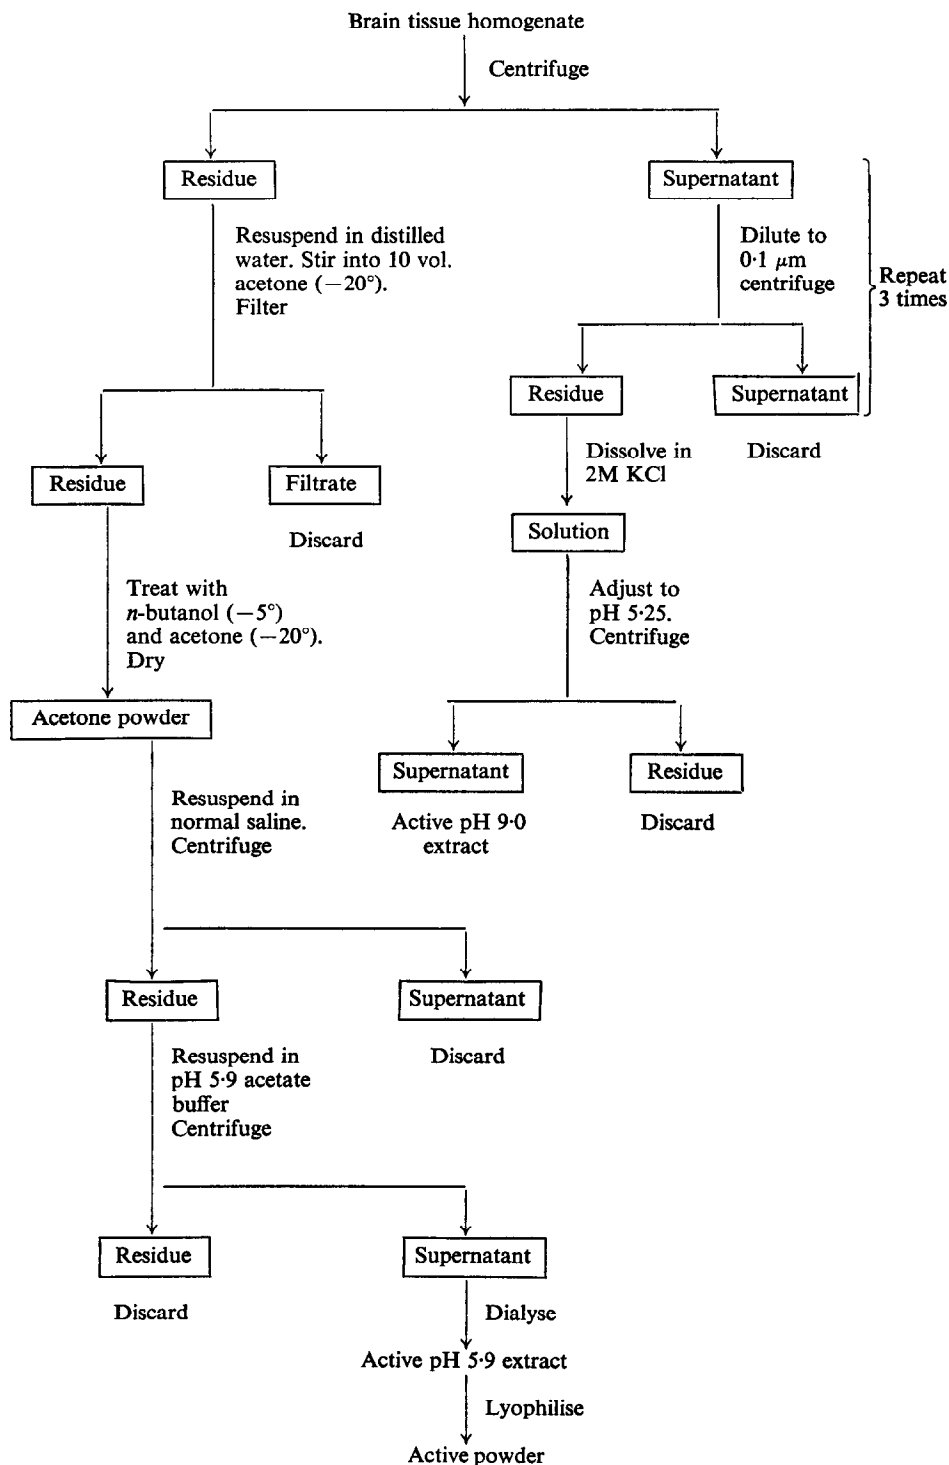 Brain tissue homogenate
Centrifuge
Residue
Supernatant
Resuspend in distilled
water. Stir into 10 vol.
acetone (−20°).
Filter
Dilute to
0·1 μm
centrifuge
Repeat
3 times
Residue
Supernatant
Dissolve in
2M KCl
Discard
Residue
Filtrate
Discard
Solution
Treat with
n-butanol (−5°)
and acetone (−20°).
Dry
Adjust to
pH 5·25.
Centrifuge
Acetone powder
Supernatant
Residue
Active pH 9·0
extract
Discard
Resuspend in
normal saline.
Centrifuge
Residue
Supernatant
Discard
Resuspend in
pH 5·9 acetate
buffer
Centrifuge
Residue
Supernatant
Discard
Dialyse
Active pH 5·9 extract
Lyophilise
Active powder